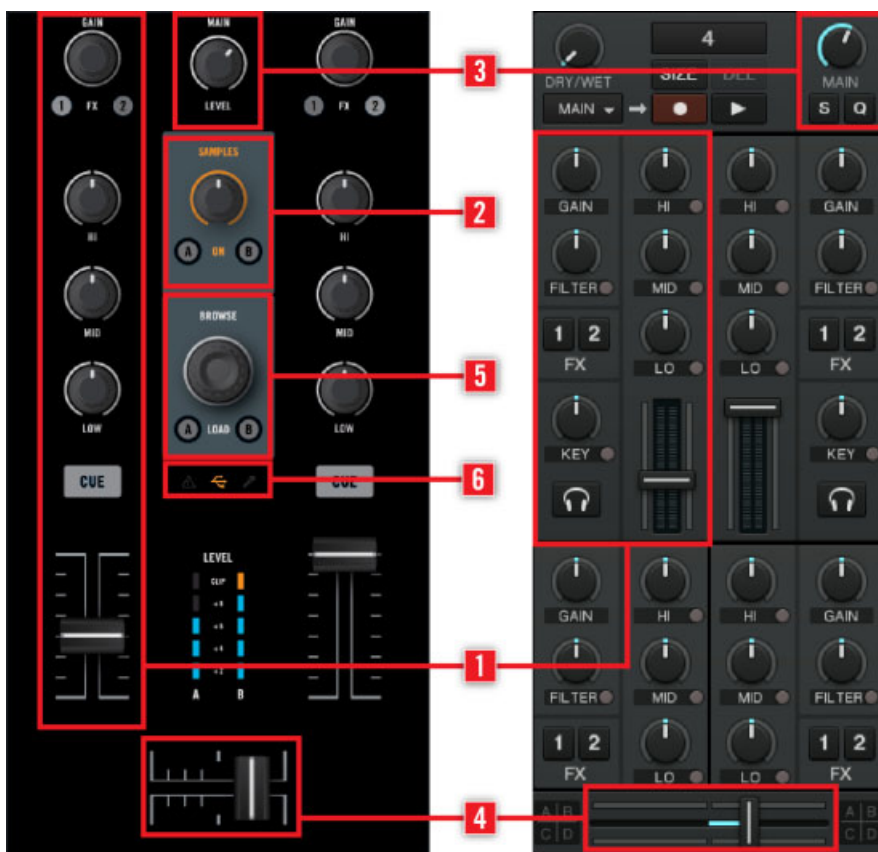 GAIN
MAIN
GAIN
LEVEL
1 FX 2
1 FX 2
SAMPLES
A ON B
HI
HI
BROWSE
MID
MID
A LOAD B
LOW
LOW
CUE
CUE
LEVEL
CLIP
A B
3
2
5
6
1
4
4
DRY/WET
SIZE DEL
MAIN
MAIN
S Q
GAIN HI HI GAIN
FILTER MID MID FILTER
1 2
FX
LO LO
1 2
FX
KEY KEY
GAIN HI HI GAIN
FILTER MID MID FILTER
1 2
FX
LO LO
1 2
FX
A B
C D
A B
C D